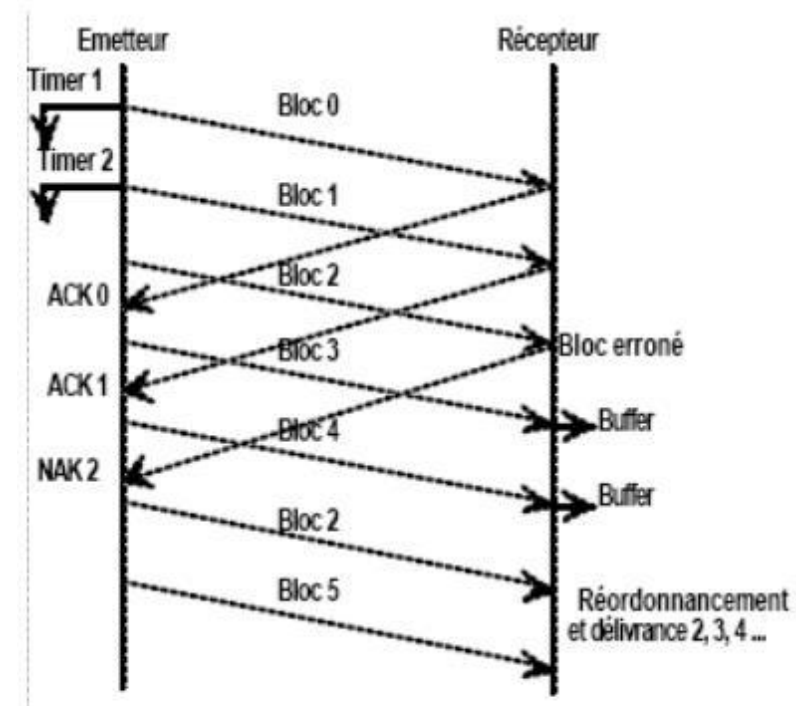 Emetteur
Récepteur
Timer 1
Bloc 0
Timer 2
Bloc 1
Bloc 2
ACK 0
Bloc 3
Bloc erroné
ACK 1
Buffer
Bloc 4
NAK 2
Buffer
Bloc 2
Bloc 5
Réordonnancement
et délivrance 2, 3, 4 ...